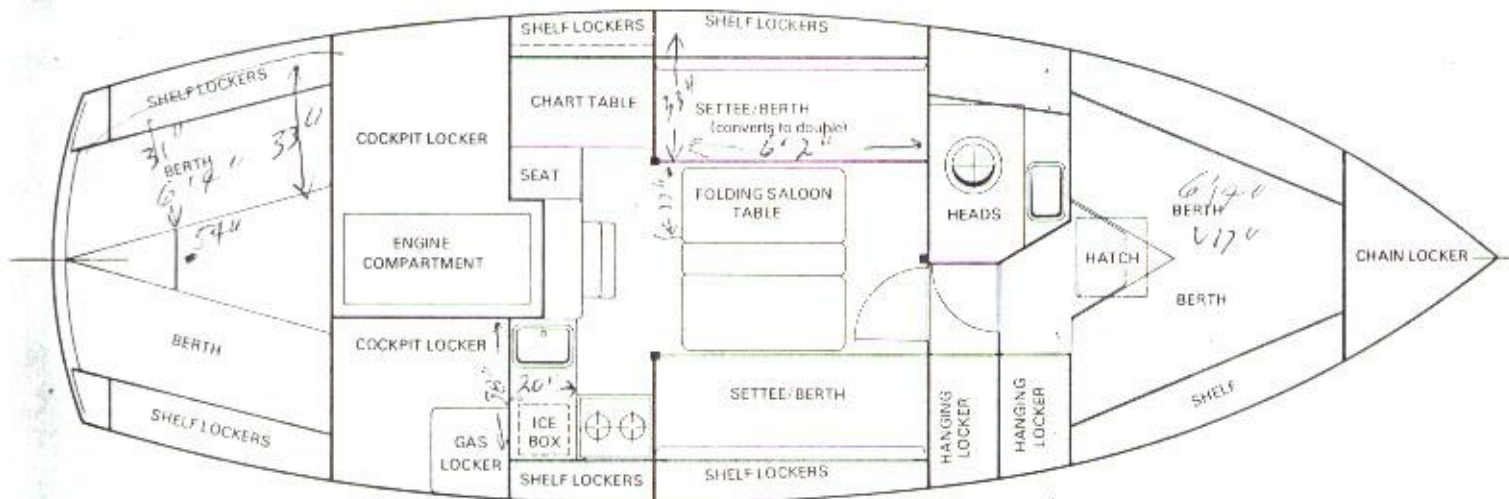 SHELF LOCKERS
33"
31"
BERTH
6'4"
54"
BERTH
SHELF LOCKERS
COCKPIT LOCKER
ENGINE
COMPARTMENT
COCKPIT LOCKER
GAS
LOCKER
SHELF LOCKERS
CHART TABLE
SEAT
20'
ICE
BOX
SHELF LOCKERS
SHELF LOCKERS
33"
SETTEE/BERTH
(converts to double)
6'2"
FOLDING SALOON
TABLE
SETTEE/BERTH
SHELF LOCKERS
HEADS
HANGING
LOCKER
HANGING
LOCKER
HATCH
6'4"
BERTH
BERTH
SHELF
CHAIN LOCKER